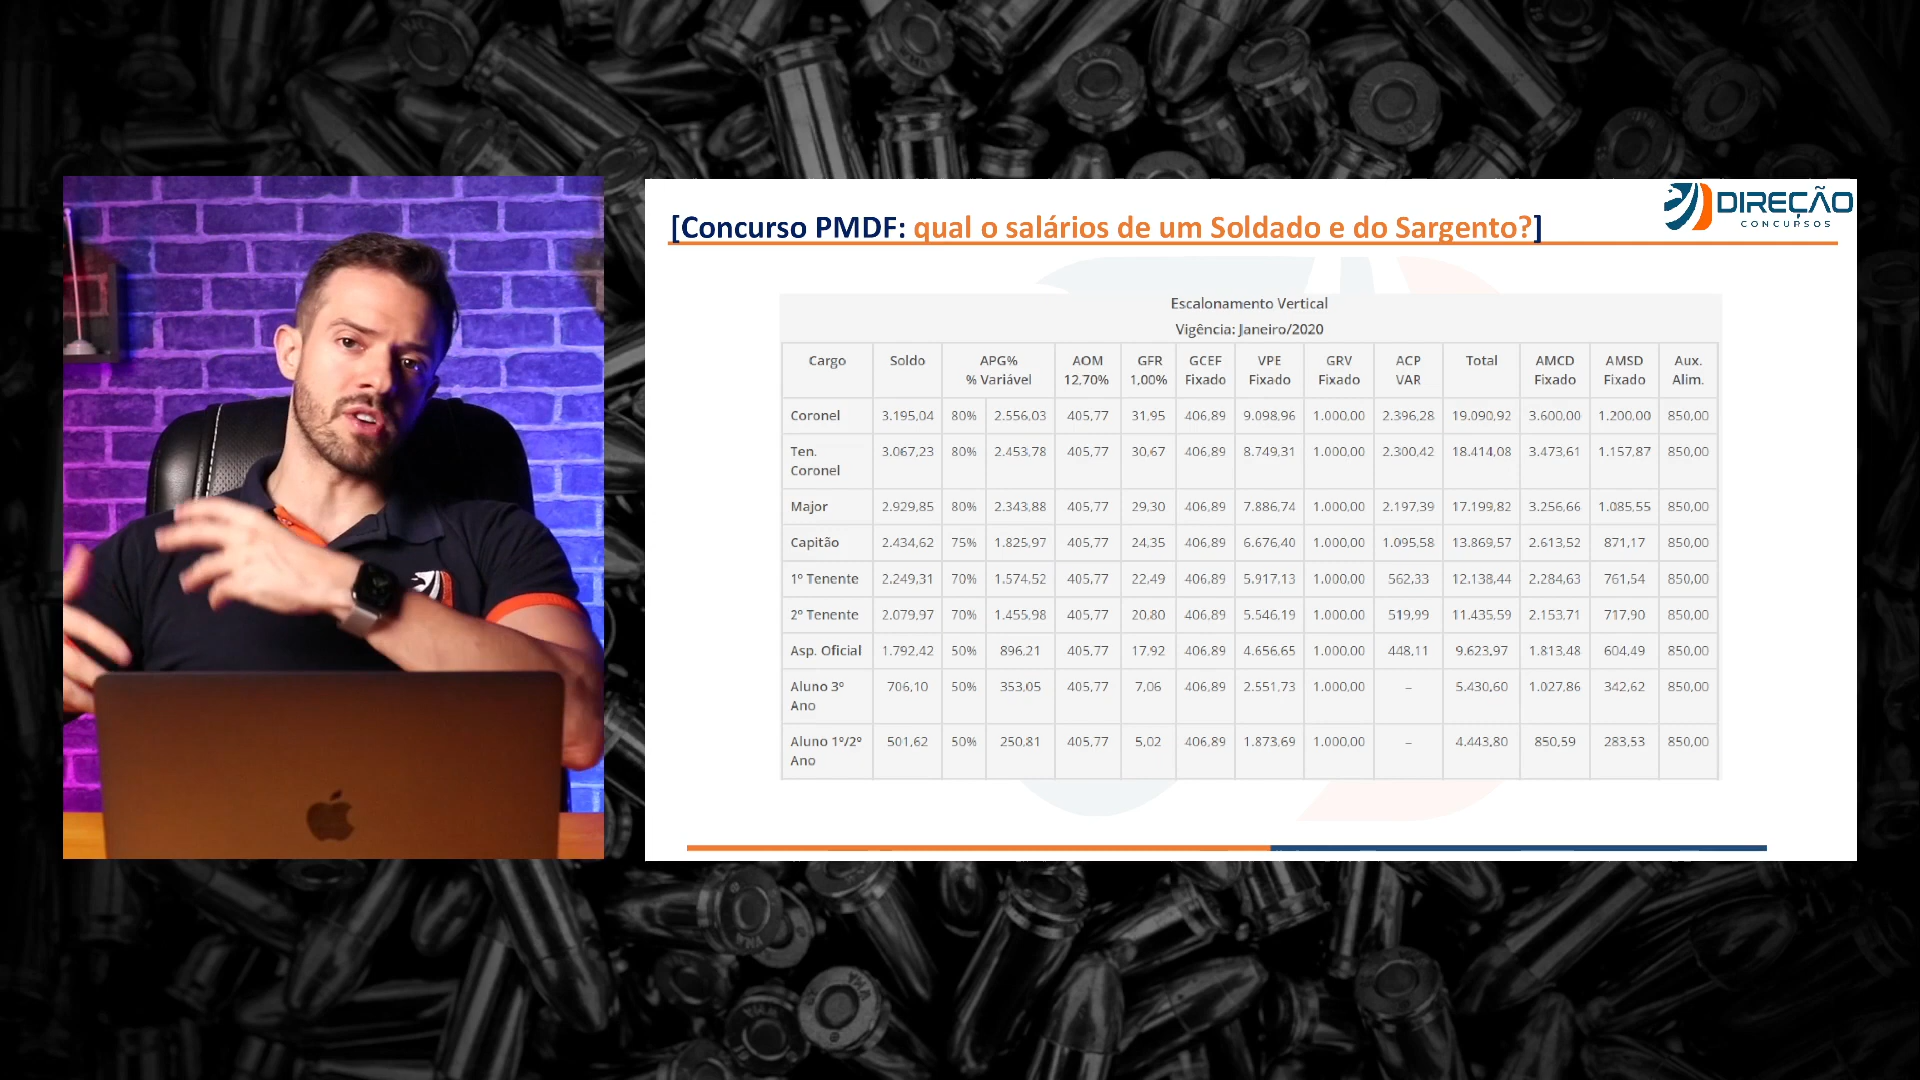 DIREÇÃO
CONCURSOS
[Concurso PMDF: qual o salários de um Soldado e do Sargento?]
Escalonamento Vertical
Vigência: Janeiro/2020
Cargo Soldo APG% AOM GFR GCEF VPE GRV ACP Total AMCD AMSD Aux.
% Variável 12,70% 1,00% Fixado Fixado Fixado VAR Fixado Fixado Alim.
Coronel 3.195,04 80% 2.556,03 405,77 31,95 406,89 9.098,96 1.000,00 2.396,28 19.090,92 3.600,00 1.200,00 850,00
Ten. 3.067,23 80% 2.453,78 405,77 30,67 406,89 8.749,31 1.000,00 2.300,42 18.414,08 3.473,61 1.157,87 850,00
Coronel
Major 2.929,85 80% 2.343,88 405,77 29,30 406,89 7.886,74 1.000,00 2.197,39 17.199,82 3.256,66 1.085,55 850,00
Capitão 2.434,62 75% 1.825,97 405,77 24,35 406,89 6.676,40 1.000,00 1.095,58 13.869,57 2.613,52 871,17 850,00
1º Tenente 2.249,31 70% 1.574,52 405,77 22,49 406,89 5.917,13 1.000,00 562,33 12.138,44 2.284,63 761,54 850,00
2º Tenente 2.079,97 70% 1.455,98 405,77 20,80 406,89 5.546,19 1.000,00 519,99 11.435,59 2.153,71 717,90 850,00
Asp. Oficial 1.792,42 50% 896,21 405,77 17,92 406,89 4.656,65 1.000,00 448,11 9.623,97 1.813,48 604,49 850,00
Aluno 3º 706,10 50% 353,05 405,77 7,06 406,89 2.551,73 1.000,00 – 5.430,60 1.027,86 342,62 850,00
Ano
Aluno 1º/2º 501,62 50% 250,81 405,77 5,02 406,89 1.873,69 1.000,00 – 4.443,80 850,59 283,53 850,00
Ano